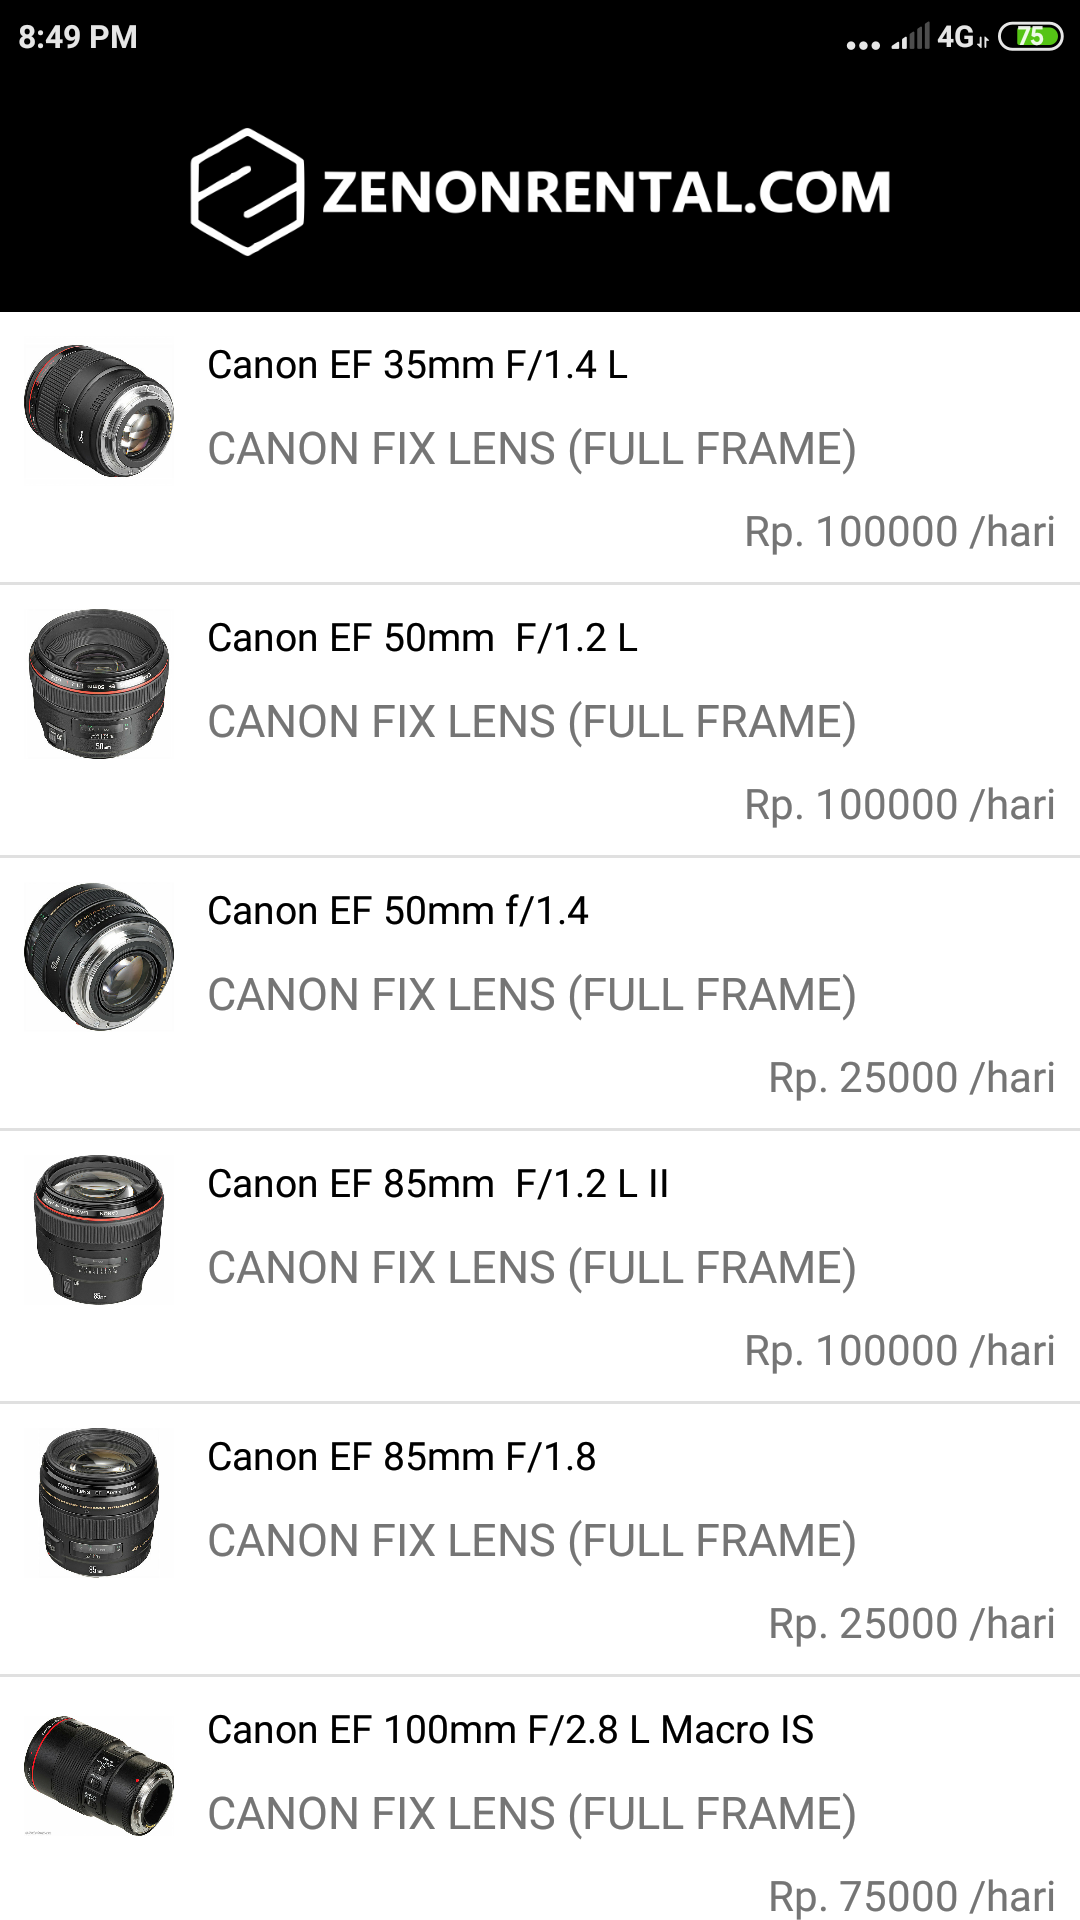 8:49 PM
4G
75
ZENONRENTAL.COM
Canon EF 35mm F/1.4 L
CANON FIX LENS (FULL FRAME)
Rp. 100000 /hari
Canon EF 50mm  F/1.2 L
CANON FIX LENS (FULL FRAME)
Rp. 100000 /hari
Canon EF 50mm f/1.4
CANON FIX LENS (FULL FRAME)
Rp. 25000 /hari
Canon EF 85mm  F/1.2 L II
CANON FIX LENS (FULL FRAME)
Rp. 100000 /hari
Canon EF 85mm F/1.8
CANON FIX LENS (FULL FRAME)
Rp. 25000 /hari
Canon EF 100mm F/2.8 L Macro IS
CANON FIX LENS (FULL FRAME)
Rp. 75000 /hari